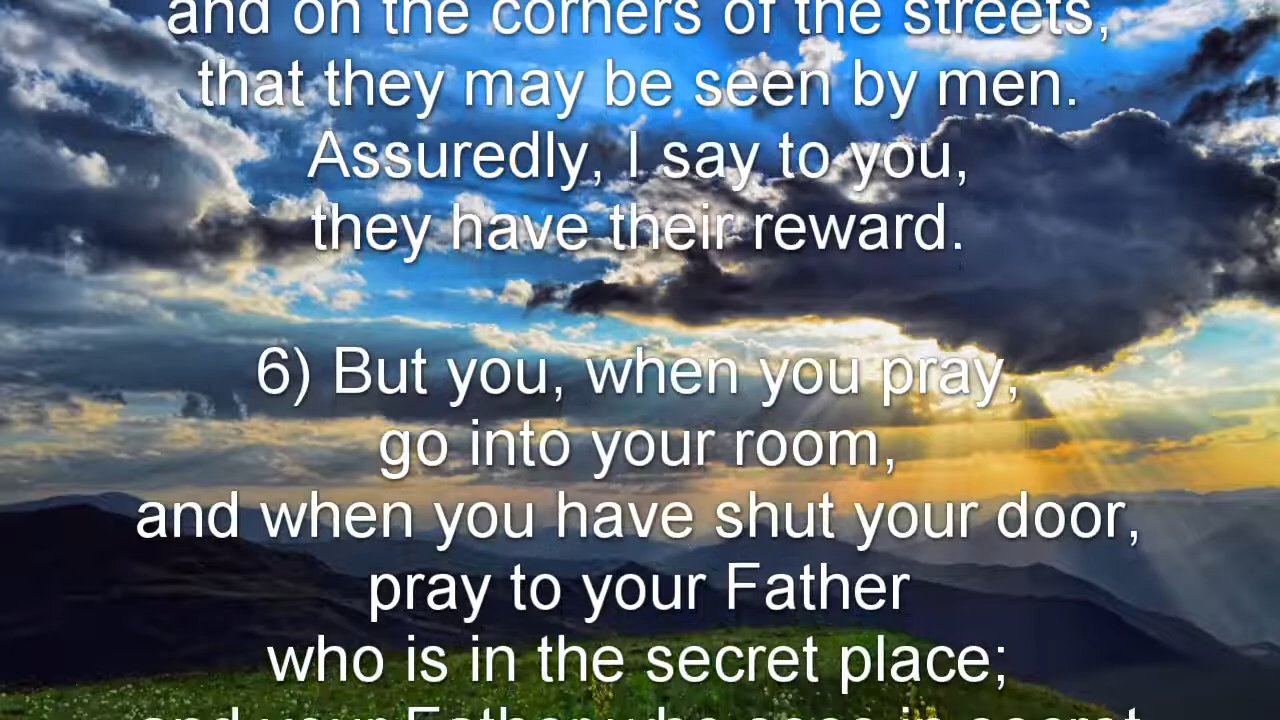 and on the corners of the streets,
that they may be seen by men.
Assuredly, I say to you,
they have their reward.
6) But you, when you pray,
go into your room,
and when you have shut your door,
pray to your Father
who is in the secret place;
and your Father who sees in secret